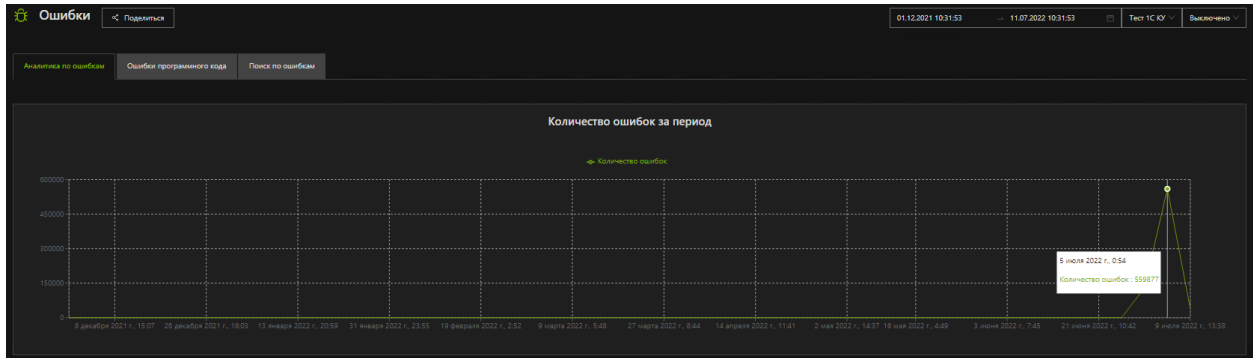 Ошибки
Поделиться
01.12.2021 10:31:53 → 11.07.2022 10:31:53
Тест 1С КУ
Выключено
Аналитика по ошибкам
Ошибки программного кода
Поиск по ошибкам
Количество ошибок за период
Количество ошибок
600000
450000
300000
150000
0
5 июля 2022 г., 0:54
Количество ошибок : 559877
8 декабря 2021 г., 15:07
26 декабря 2021 г., 18:03
13 января 2022 г., 20:59
31 января 2022 г., 23:55
19 февраля 2022 г., 2:52
9 марта 2022 г., 5:48
27 марта 2022 г., 8:44
14 апреля 2022 г., 11:41
2 мая 2022 г., 14:37
16 мая 2022 г., 4:49
3 июня 2022 г., 7:45
21 июня 2022 г., 10:42
9 июля 2022 г., 13:38